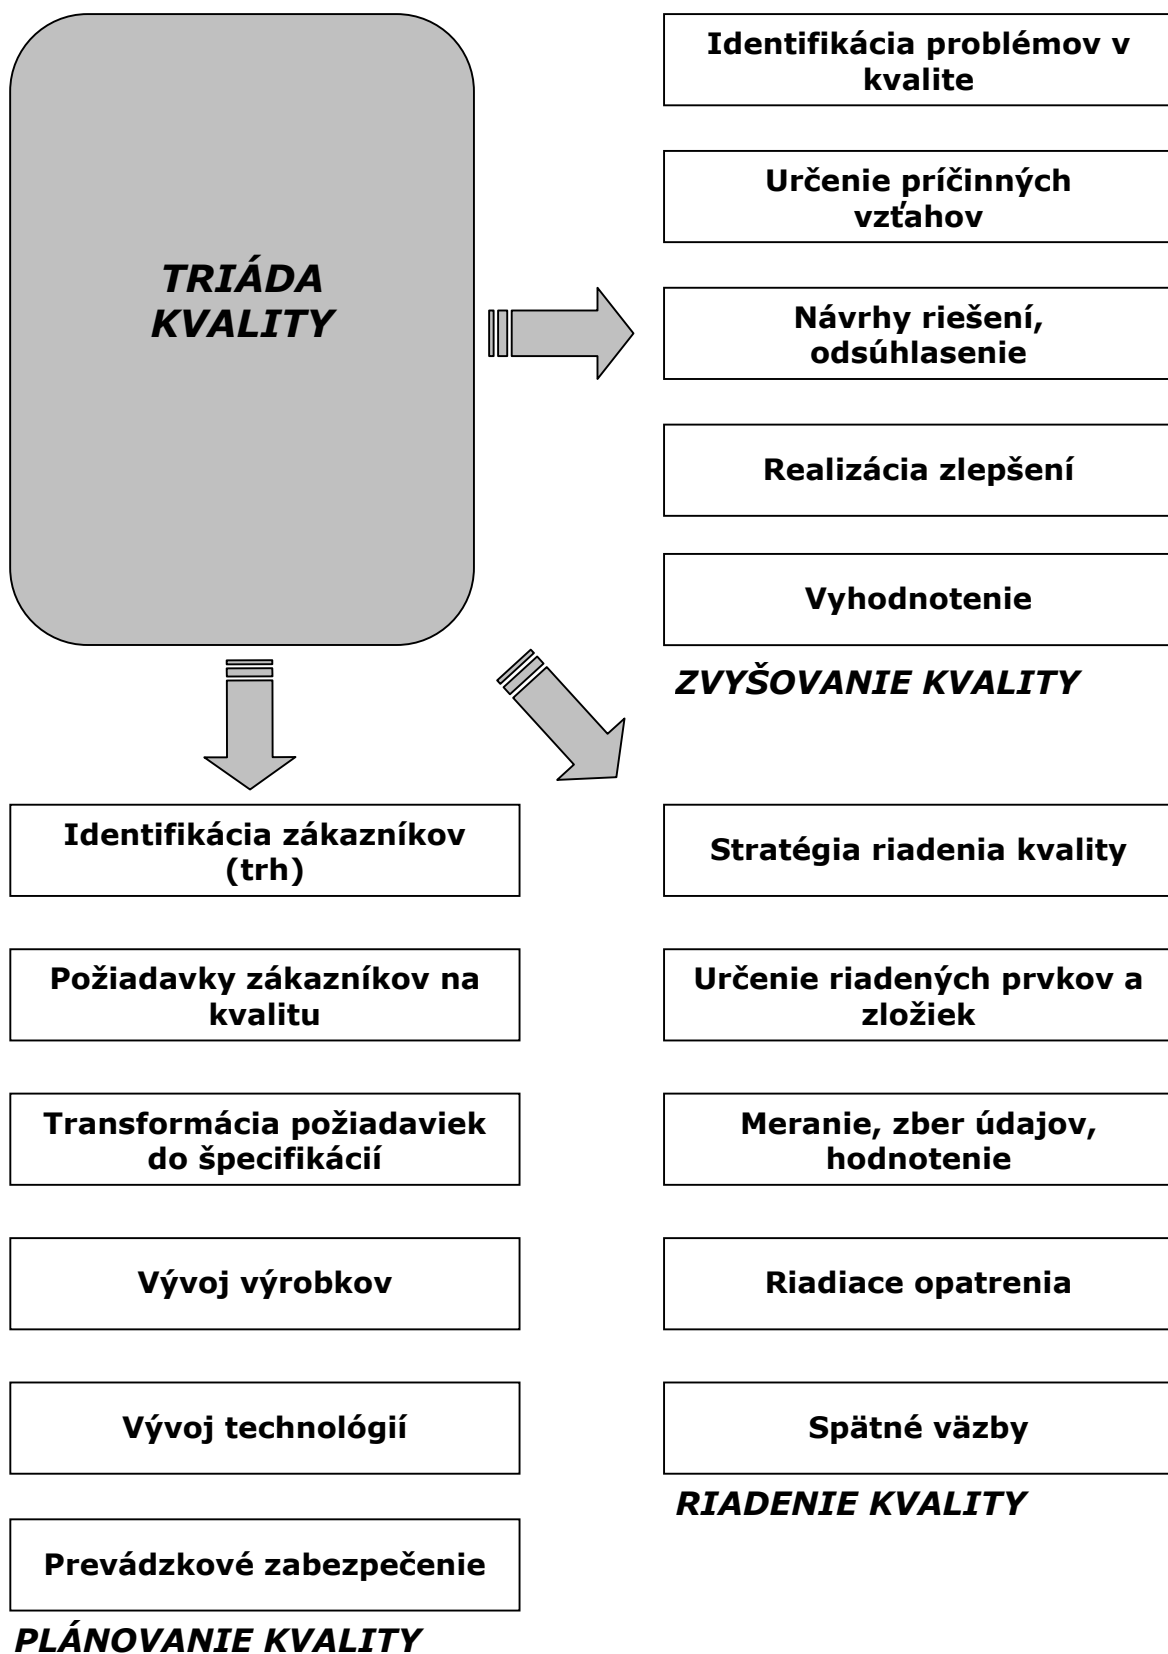 TRIÁDA
KVALITY
Identifikácia problémov v
kvalite
Určenie príčinných
vzťahov
Návrhy riešení,
odsúhlasenie
Realizácia zlepšení
Vyhodnotenie
ZVYŠOVANIE KVALITY
Identifikácia zákazníkov
(trh)
Požiadavky zákazníkov na
kvalitu
Transformácia požiadaviek
do špecifikácií
Vývoj výrobkov
Vývoj technológií
Prevádzkové zabezpečenie
PLÁNOVANIE KVALITY
Stratégia riadenia kvality
Určenie riadených prvkov a
zložiek
Meranie, zber údajov,
hodnotenie
Riadiace opatrenia
Spätné väzby
RIADENIE KVALITY